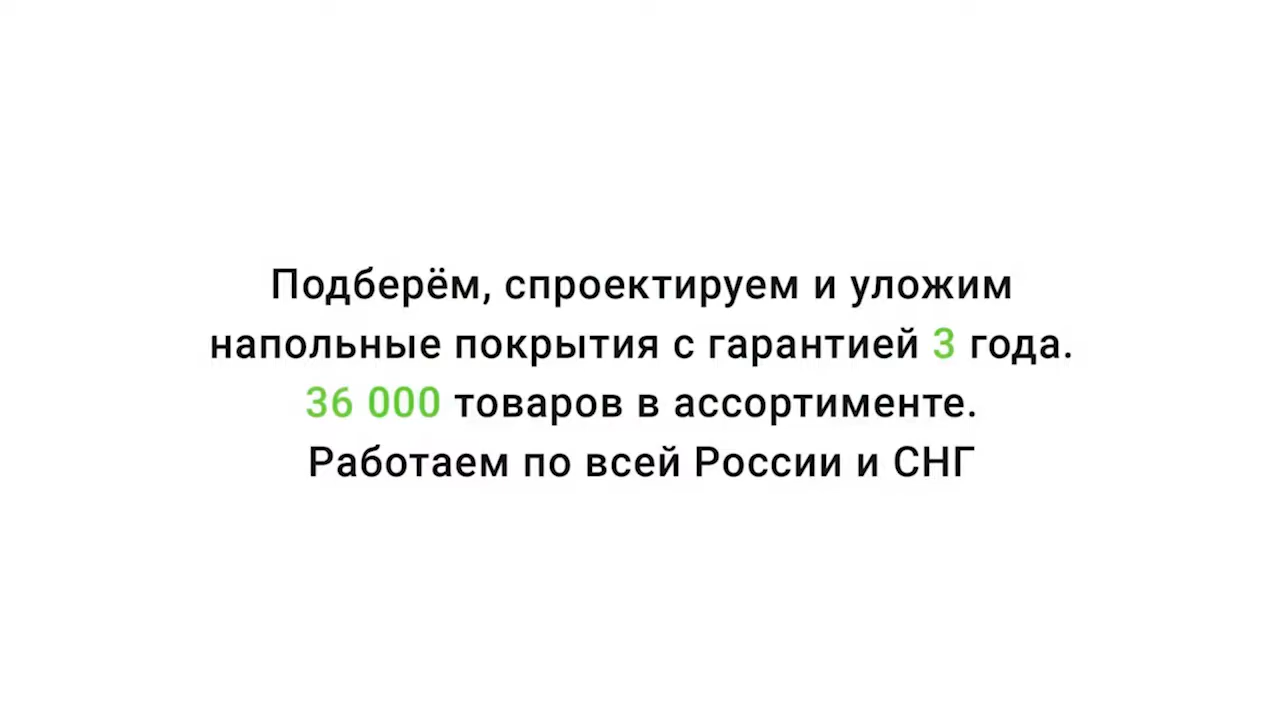 Подберём, спроектируем и уложим
напольные покрытия с гарантией 3 года.
36 000 товаров в ассортименте.
Работаем по всей России и СНГ